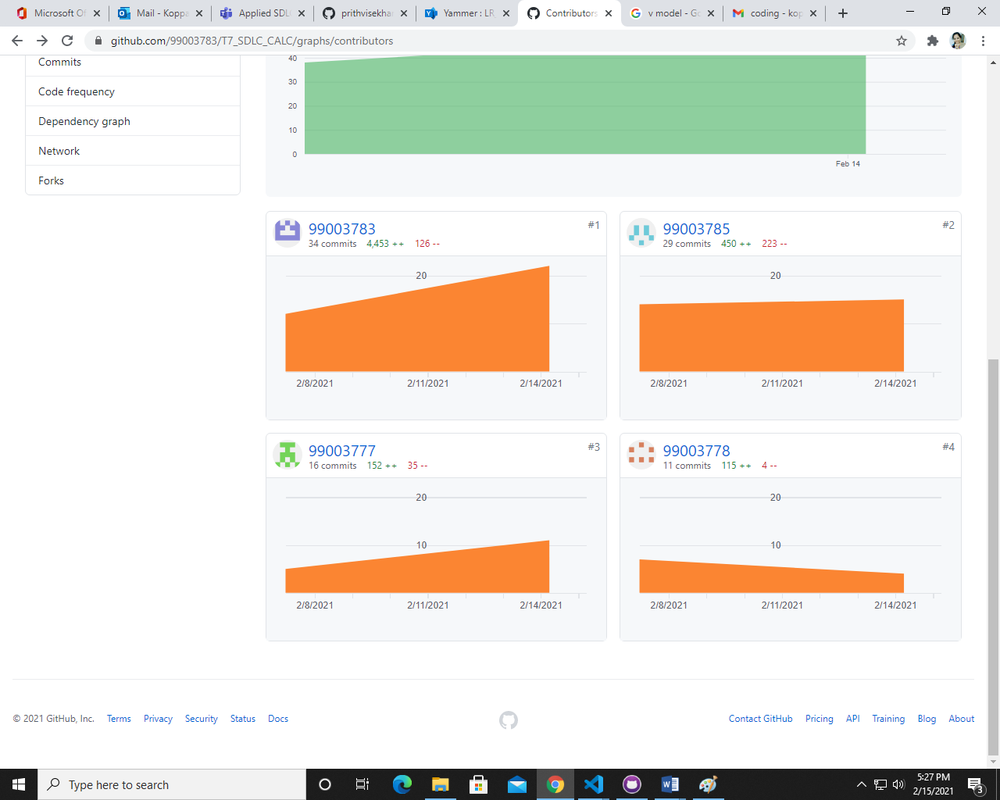 Microsoft Of
Mail - Koppa
Applied SDLC
prithvisekhar
Yammer : LR
Contributors
v model - Go
coding - kop
github.com/99003783/T7_SDLC_CALC/graphs/contributors
Commits
Code frequency
Dependency graph
Network
Forks
40
30
20
10
0
Feb 14
99003783
#1
34 commits 4,453 ++ 126 --
20
2/8/2021 2/11/2021 2/14/2021
99003785
#2
29 commits 450 ++ 223 --
20
2/8/2021 2/11/2021 2/14/2021
99003777
#3
16 commits 152 ++ 35 --
20
10
2/8/2021 2/11/2021 2/14/2021
99003778
#4
11 commits 115 ++ 4 --
20
10
2/8/2021 2/11/2021 2/14/2021
© 2021 GitHub, Inc. Terms Privacy Security Status Docs
Contact GitHub Pricing API Training Blog About
Type here to search
5:27 PM
2/15/2021
3